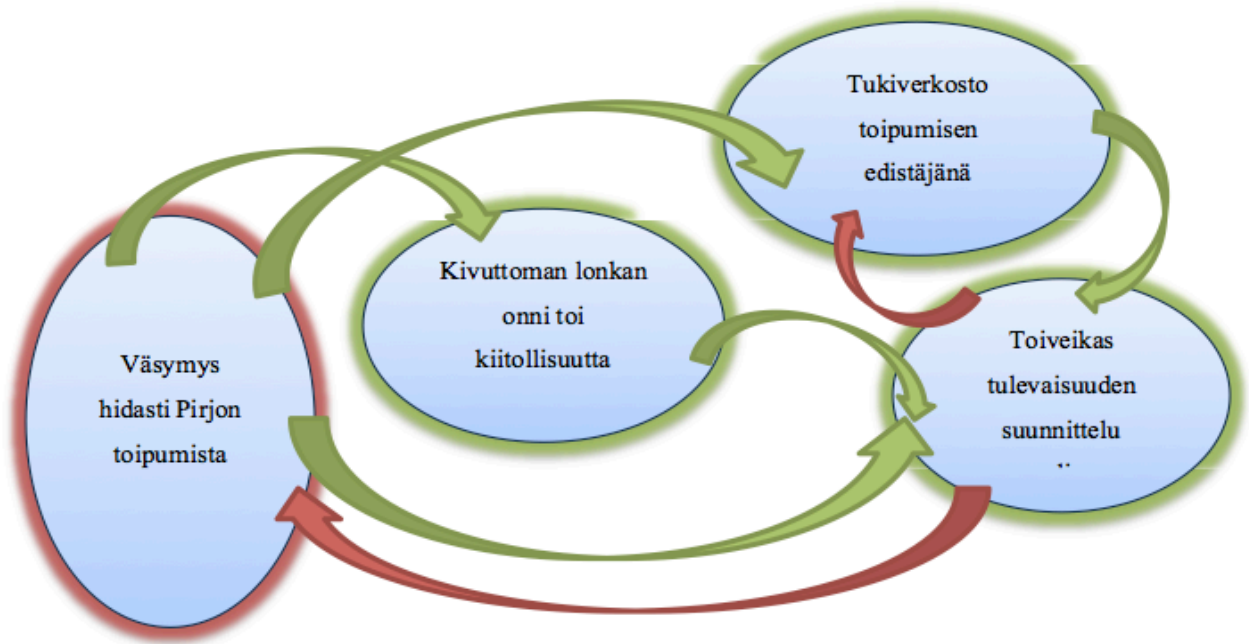 Tukiverkosto
toipumisen
edistäjänä
Kivuttoman lonkan
onni toi
kiitollisuutta
Väsymys
hidasti Pirjon
toipumista
Toiveikas
tulevaisuuden
suunnittelu